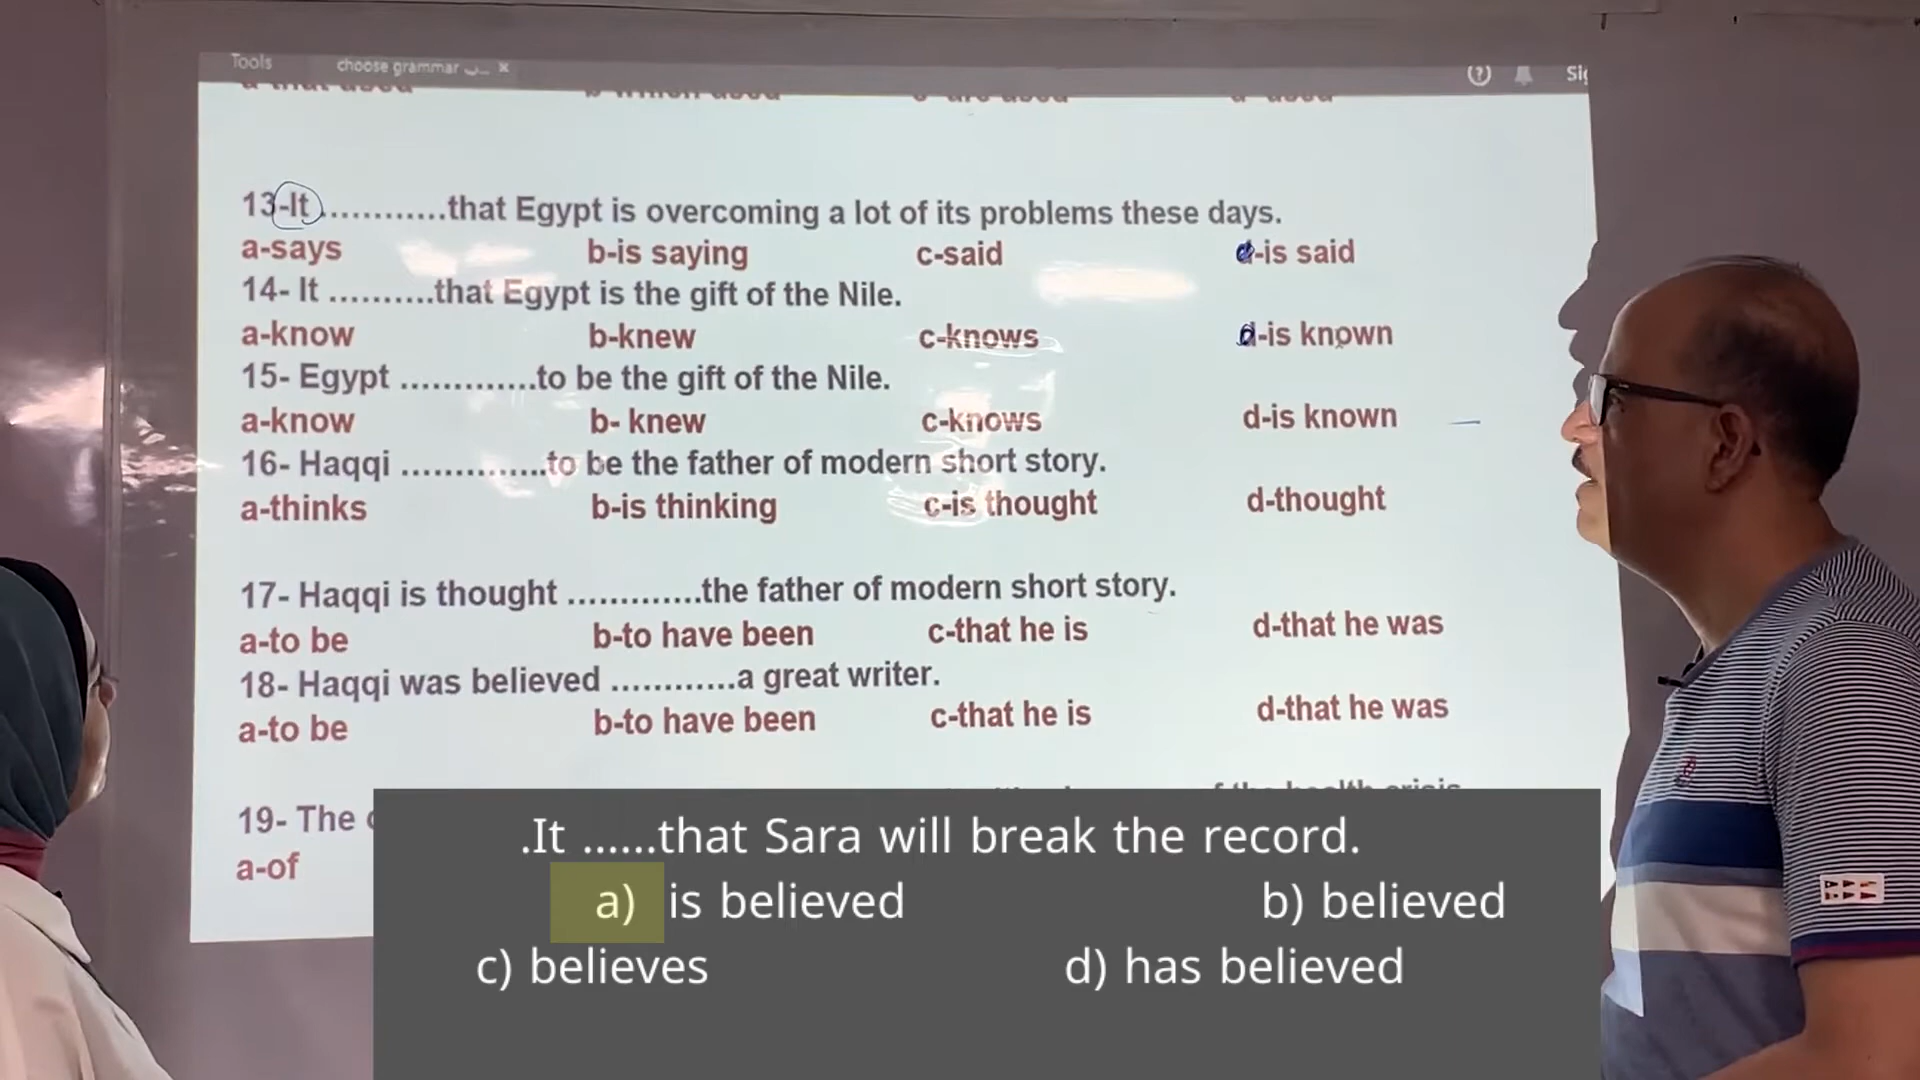 Tools choose grammar
13-It ............that Egypt is overcoming a lot of its problems these days.
a-says b-is saying c-said d-is said
14- It ..........that Egypt is the gift of the Nile.
a-know b-knew c-knows d-is known
15- Egypt .............to be the gift of the Nile.
a-know b- knew c-knows d-is known
16- Haqqi ..............to be the father of modern short story.
a-thinks b-is thinking c-is thought d-thought
17- Haqqi is thought .............the father of modern short story.
a-to be b-to have been c-that he is d-that he was
18- Haqqi was believed ............a great writer.
a-to be b-to have been c-that he is d-that he was
19- The
a-of
.It ......that Sara will break the record.
a) is believed b) believed
c) believes d) has believed